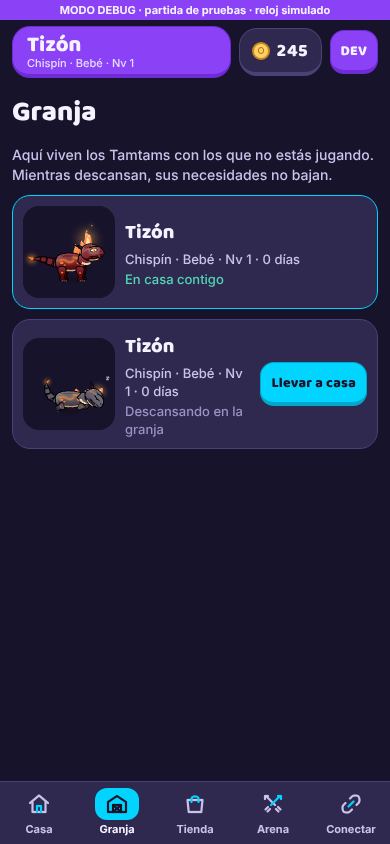 MODO DEBUG · partida de pruebas · reloj simulado
Tizón
Chispín · Bebé · Nv 1
245
DEV
Granja
Aquí viven los Tamtams con los que no estás jugando.
Mientras descansan, sus necesidades no bajan.
Tizón
Chispín · Bebé · Nv 1 · 0 días
En casa contigo
Tizón
Chispín · Bebé · Nv
1 · 0 días
Descansando en la
granja
Llevar a casa
Casa
Granja
Tienda
Arena
Conectar